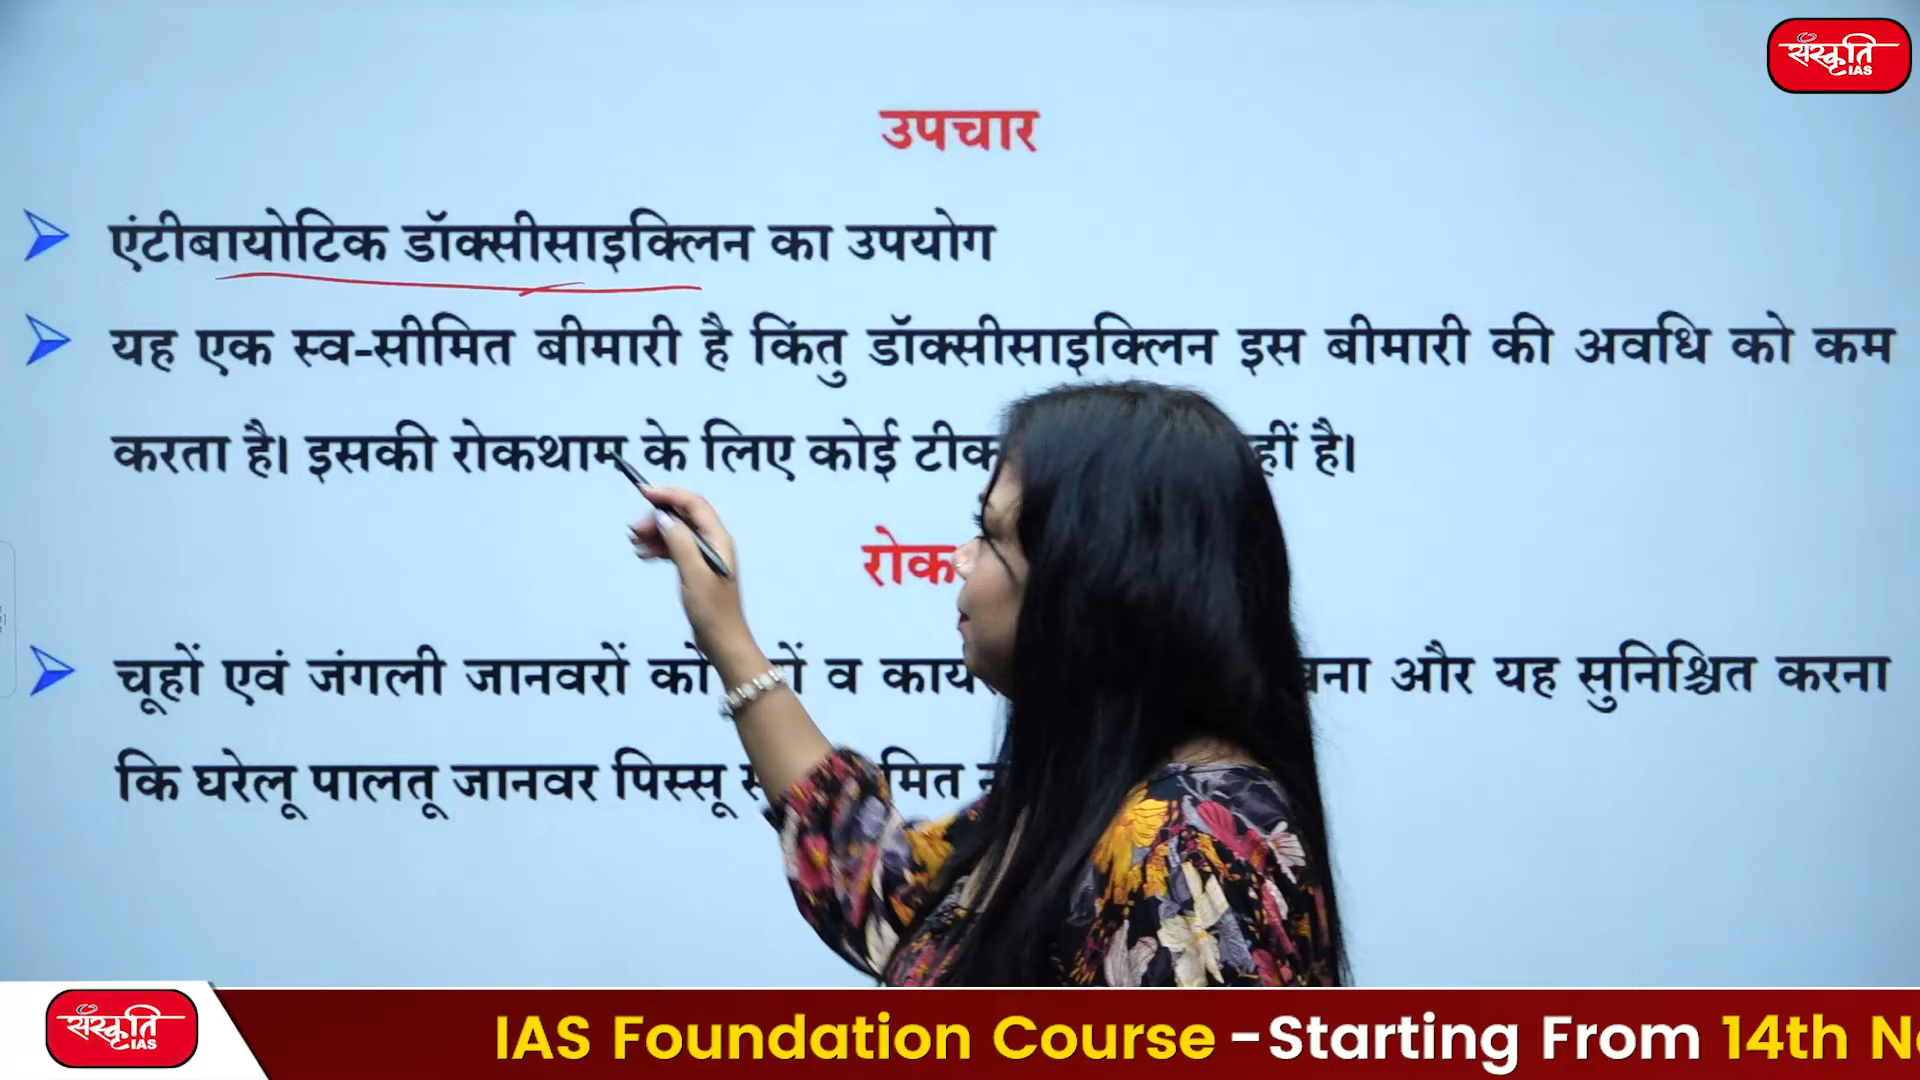 संस्कृति
IAS
उपचार
एंटीबायोटिक डॉक्सीसाइक्लिन का उपयोग
यह एक स्व-सीमित बीमारी है किंतु डॉक्सीसाइक्लिन इस बीमारी की अवधि को कम
करता है। इसकी रोकथाम के लिए कोई है।
चूहों एवं जंगली जानवरों को व और यह सुनिश्चित करना
कि घरेलू पालतू जानवर पिस्सू
संस्कृति
IAS
IAS Foundation Course - Starting From 14th